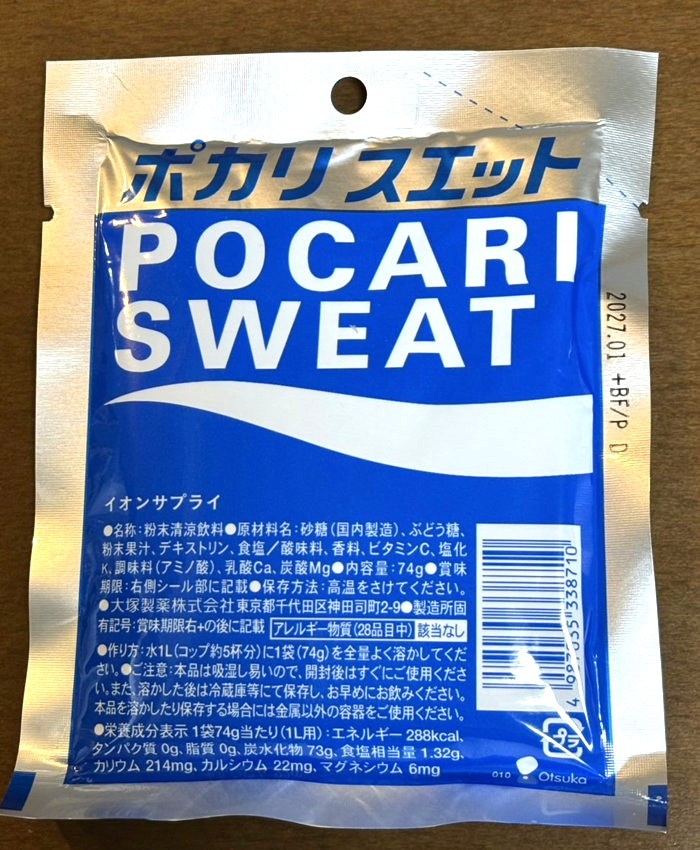 ポカリスエット
POCARI
SWEAT
2027.01 +BF/P D
イオンサプライ
●名称:粉末清涼飲料●原材料名:砂糖(国内製造)、ぶどう糖、
粉末果汁、デキストリン、食塩/酸味料、香料、ビタミンC、塩化
K、調味料(アミノ酸)、乳酸Ca、炭酸Mg●内容量:74g●賞味
期限:右側シール部に記載●保存方法:高温をさけてください。
●大塚製薬株式会社東京都千代田区神田司町2-9●製造所固
有記号:賞味期限右+の後に記載 アレルギー物質(28品目中) 該当なし
●作り方:水1L(コップ約5杯分)に1袋(74g)を全量よく溶かしてくだ
さい。●ご注意:本品は吸湿し易いので、開封後はすぐにご使用くださ
い。また、溶かした後は冷蔵庫等にて保存し、お早めにお飲みください。
本品を溶かしたり保存する場合には金属以外の容器をご使用ください。
●栄養成分表示 1袋74g当たり(1L用):エネルギー 288kcal、
タンパク質 0g、脂質 0g、炭水化物 73g、食塩相当量 1.32g、
カリウム 214mg、カルシウム 22mg、マグネシウム 6mg
4 987035 338710
プラ
010
Otsuka